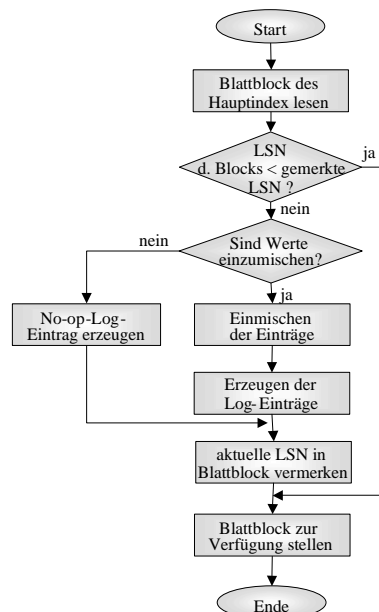 Start
Blattblock des
Hauptindex lesen
LSN
d. Blocks < gemerkte
LSN ?
ja
nein
nein
Sind Werte
einzumischen?
ja
No-op-Log-
Eintrag erzeugen
Einmischen
der Einträge
Erzeugen der
Log-Einträge
aktuelle LSN in
Blattblock vermerken
Blattblock zur
Verfügung stellen
Ende